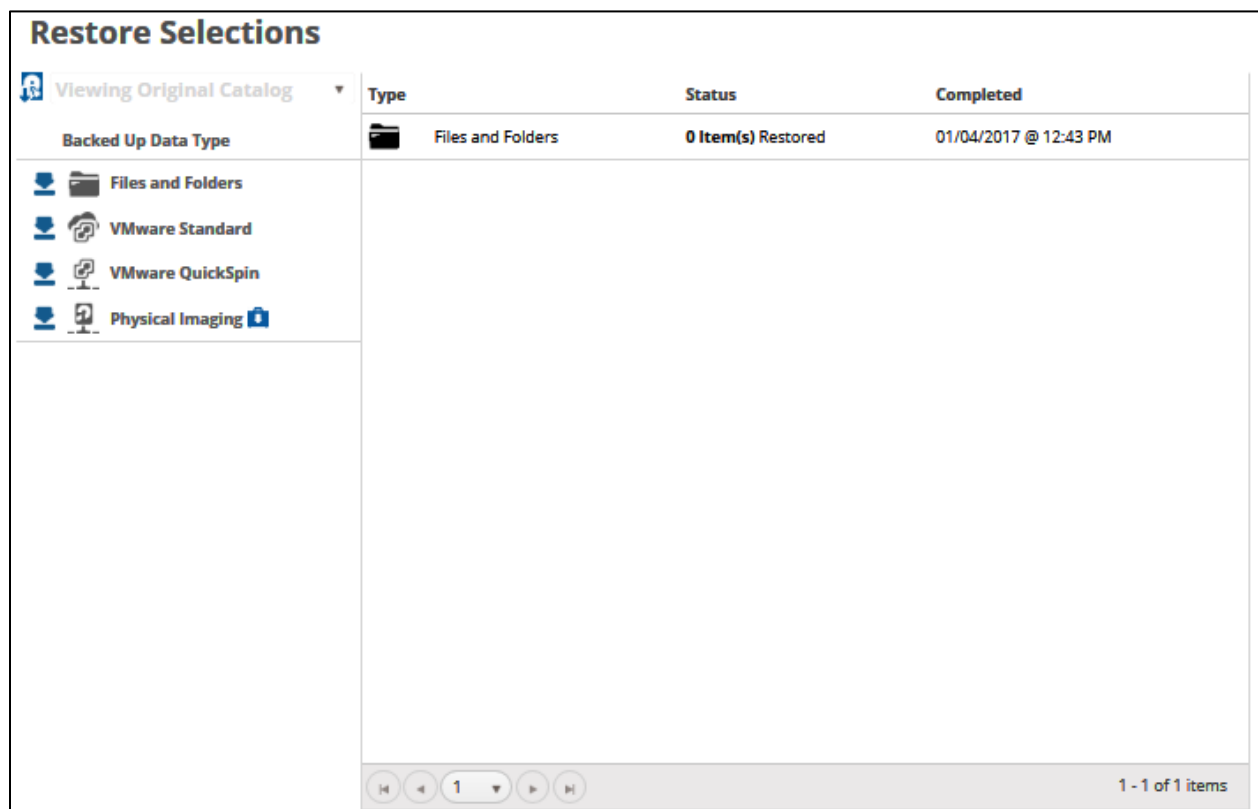 Restore Selections
Viewing Original Catalog
Backed Up Data Type
Files and Folders
VMware Standard
VMware QuickSpin
Physical Imaging
Type Status Completed
Files and Folders 0 Item(s) Restored 01/04/2017 @ 12:43 PM
1
1 - 1 of 1 items